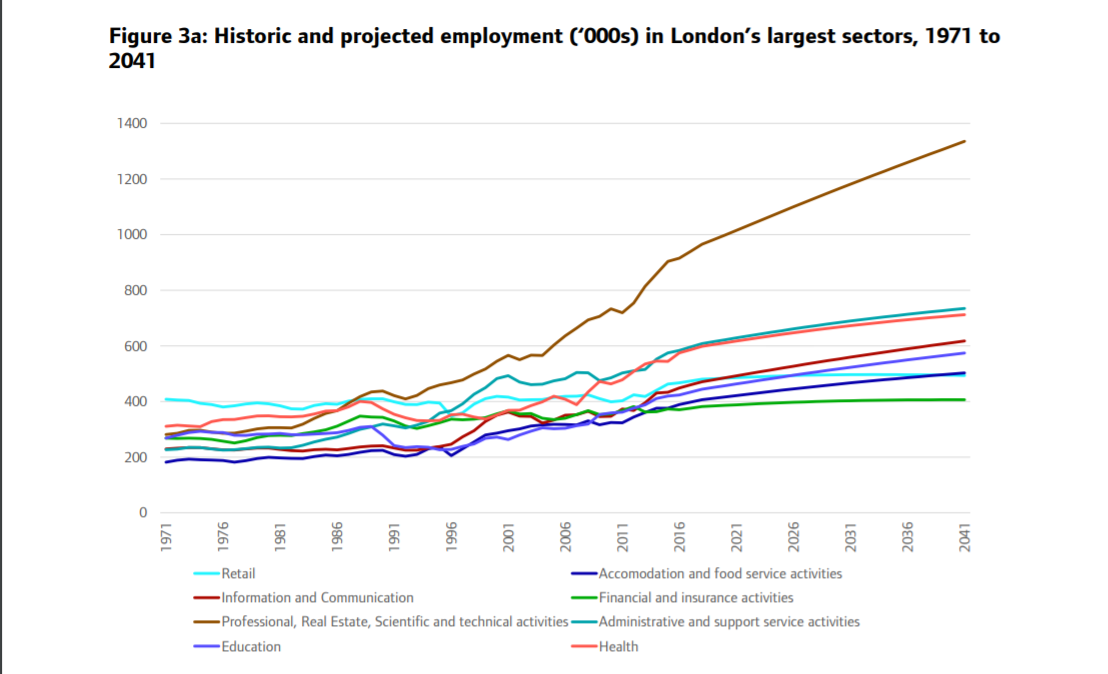 Figure 3a: Historic and projected employment (‘000s) in London’s largest sectors, 1971 to
2041
1400
1200
1000
800
600
400
200
0
1971
1976
1981
1986
1991
1996
2001
2006
2011
2016
2021
2026
2031
2036
2041
Retail
Accomodation and food service activities
Information and Communication
Financial and insurance activities
Professional, Real Estate, Scientific and technical activities
Administrative and support service activities
Education
Health